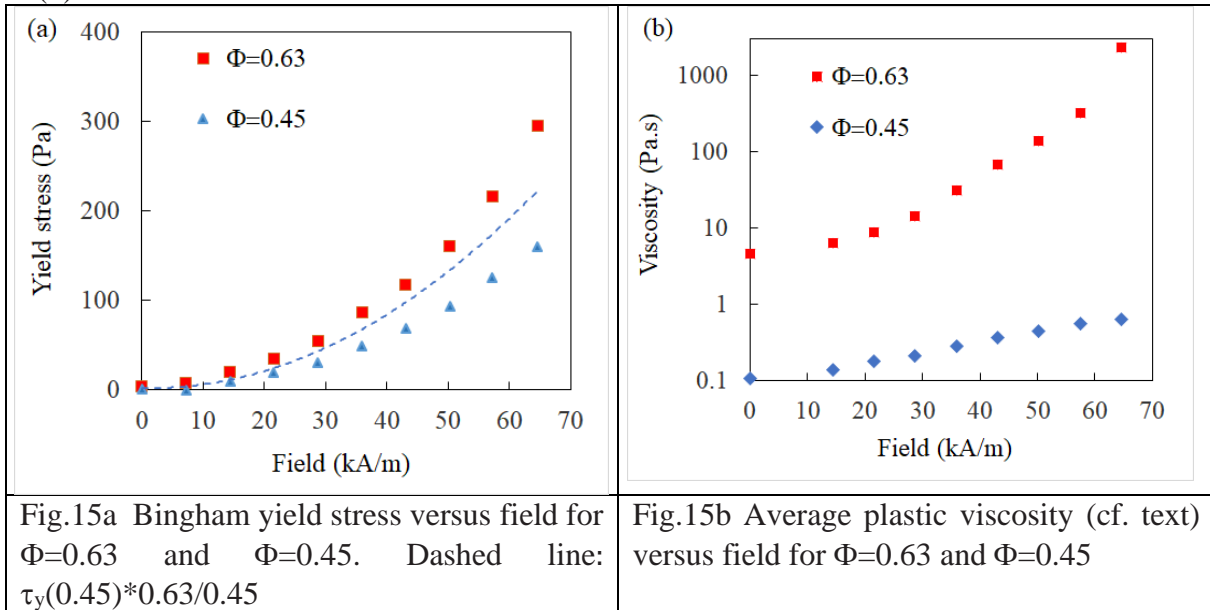 (a)
400
300
200
100
0
Yield stress (Pa)
Φ=0.63
Φ=0.45
0 10 20 30 40 50 60 70
Field (kA/m)
(b)
1000
100
10
1
0.1
Viscosity (Pa.s)
Φ=0.63
Φ=0.45
0 10 20 30 40 50 60 70
Field (kA/m)
Fig.15a Bingham yield stress versus field for
Φ=0.63 and Φ=0.45. Dashed line:
τy(0.45)*0.63/0.45
Fig.15b Average plastic viscosity (cf. text)
versus field for Φ=0.63 and Φ=0.45